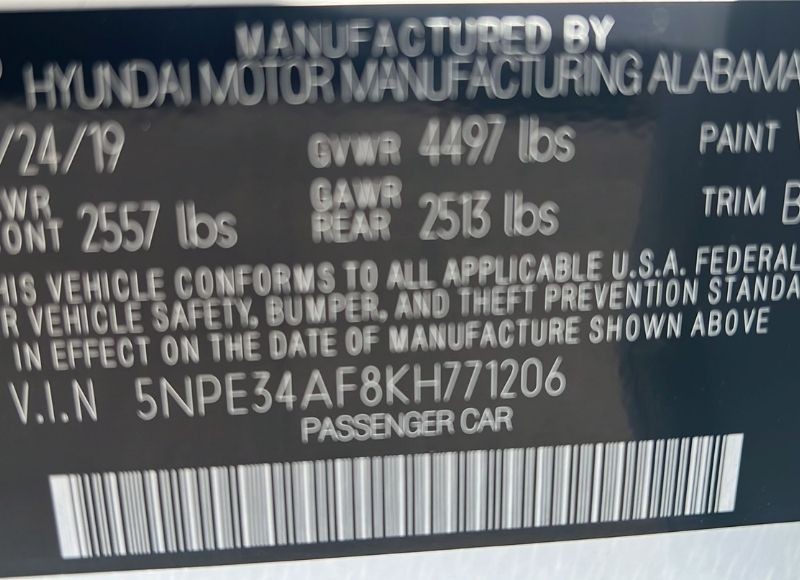 MANUFACTURED BY
HYUNDAI MOTOR MANUFACTURING ALABAMA
/24/19 GVWR 4497 lbs PAINT
WR GAWR TRIM B
ONT 2557 lbs REAR 2513 lbs
HIS VEHICLE CONFORMS TO ALL APPLICABLE U.S.A. FEDERAL
R VEHICLE SAFETY, BUMPER, AND THEFT PREVENTION STANDA
IN EFFECT ON THE DATE OF MANUFACTURE SHOWN ABOVE
V.I.N 5NPE34AF8KH771206
PASSENGER CAR